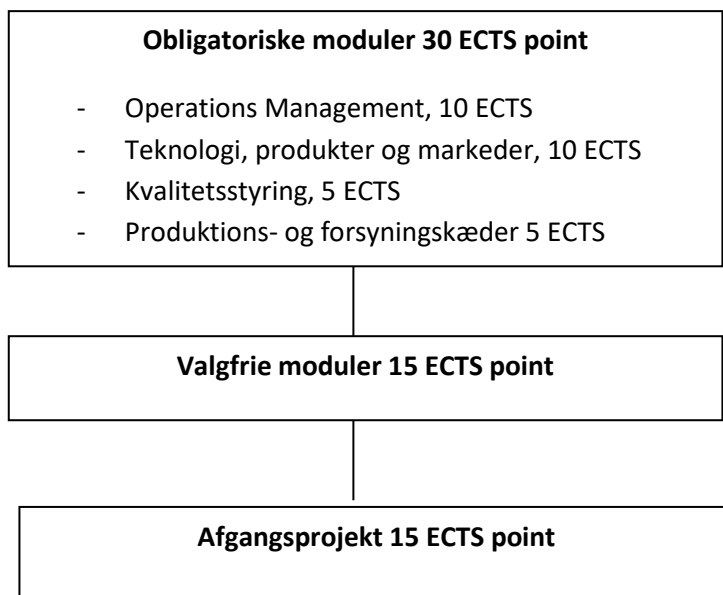 Obligatoriske moduler 30 ECTS point
- Operations Management, 10 ECTS
- Teknologi, produkter og markeder, 10 ECTS
- Kvalitetsstyring, 5 ECTS
- Produktions- og forsyningskæder 5 ECTS
Valgfrie moduler 15 ECTS point
Afgangsprojekt 15 ECTS point